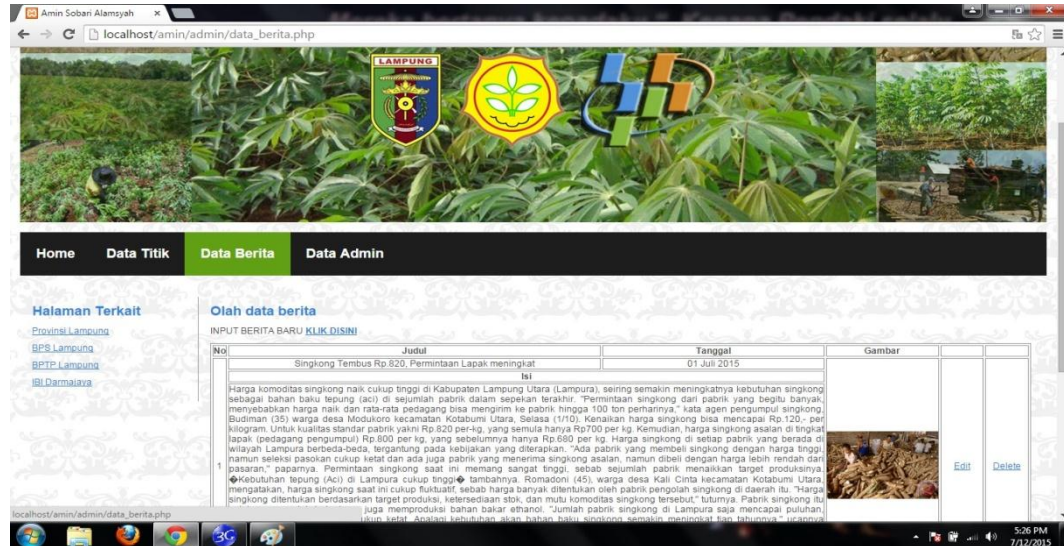 Amin Sobari Alamsyah
localhost/amin/admin/data_berita.php
LAMPUNG
Home Data Titik Data Berita Data Admin
Halaman Terkait
Provinsi Lampung
BPS Lampung
BPTP Lampung
IBI Darmajaya
Olah data berita
INPUT BERITA BARU KLIK DISINI
No Judul Tanggal Gambar
Singkong Tembus Rp.820, Permintaan Lapak meningkat 01 Juli 2015
Isi
Harga komoditas singkong naik cukup tinggi di Kabupaten Lampung Utara (Lampura), seiring semakin meningkatnya kebutuhan singkong
sebagai bahan baku tepung (aci) di sejumlah pabrik dalam sepekan terakhir. "Permintaan singkong dari pabrik yang begitu banyak,
menyebabkan harga naik dan rata-rata pedagang bisa mengirim ke pabrik hingga 100 ton perharinya," kata agen pengumpul singkong,
Budiman (35) warga desa Modukoro kecamatan Kotabumi Utara, Selasa (1/10). Kenaikan harga singkong bisa mencapai Rp.120,- per
kilogram. Untuk kualitas standar pabrik yakni Rp.820 per-kg, yang semula hanya Rp700 per kg. Kemudian, harga singkong asalan di tingkat
lapak (pedagang pengumpul) Rp.800 per kg, yang sebelumnya hanya Rp.680 per kg. Harga singkong di setiap pabrik yang berada di
wilayah Lampura berbeda-beda, tergantung pada kebijakan yang diterapkan. "Ada pabrik yang membeli singkong dengan harga tinggi,
namun seleksi pasokan cukup ketat dan ada juga pabrik yang menerima singkong asalan, namun dibeli dengan harga lebih rendah dari
1 pasaran," paparnya. Permintaan singkong saat ini memang sangat tinggi, sebab sejumlah pabrik menaikkan target produksinya. Edit Delete
�Kebutuhan tepung (Aci) di Lampura cukup tinggi� tambahnya. Romadoni (45), warga desa Kali Cinta kecamatan Kotabumi Utara,
mengatakan, harga singkong saat ini cukup fluktuatif, sebab harga banyak ditentukan oleh pabrik pengolah singkong di daerah itu. "Harga
singkong ditentukan berdasarkan target produksi, ketersediaan stok, dan mutu komoditas singkong tersebut," tuturnya. Pabrik singkong itu
juga memproduksi bahan bakar ethanol. "Jumlah pabrik singkong di Lampura saja mencapai puluhan,
cukup ketat. Apalagi kebutuhan akan bahan baku singkong semakin meningkat tiap tahunnya," ucapnya
localhost/amin/admin/data_berita.php
3G
5:26 PM
7/12/2015